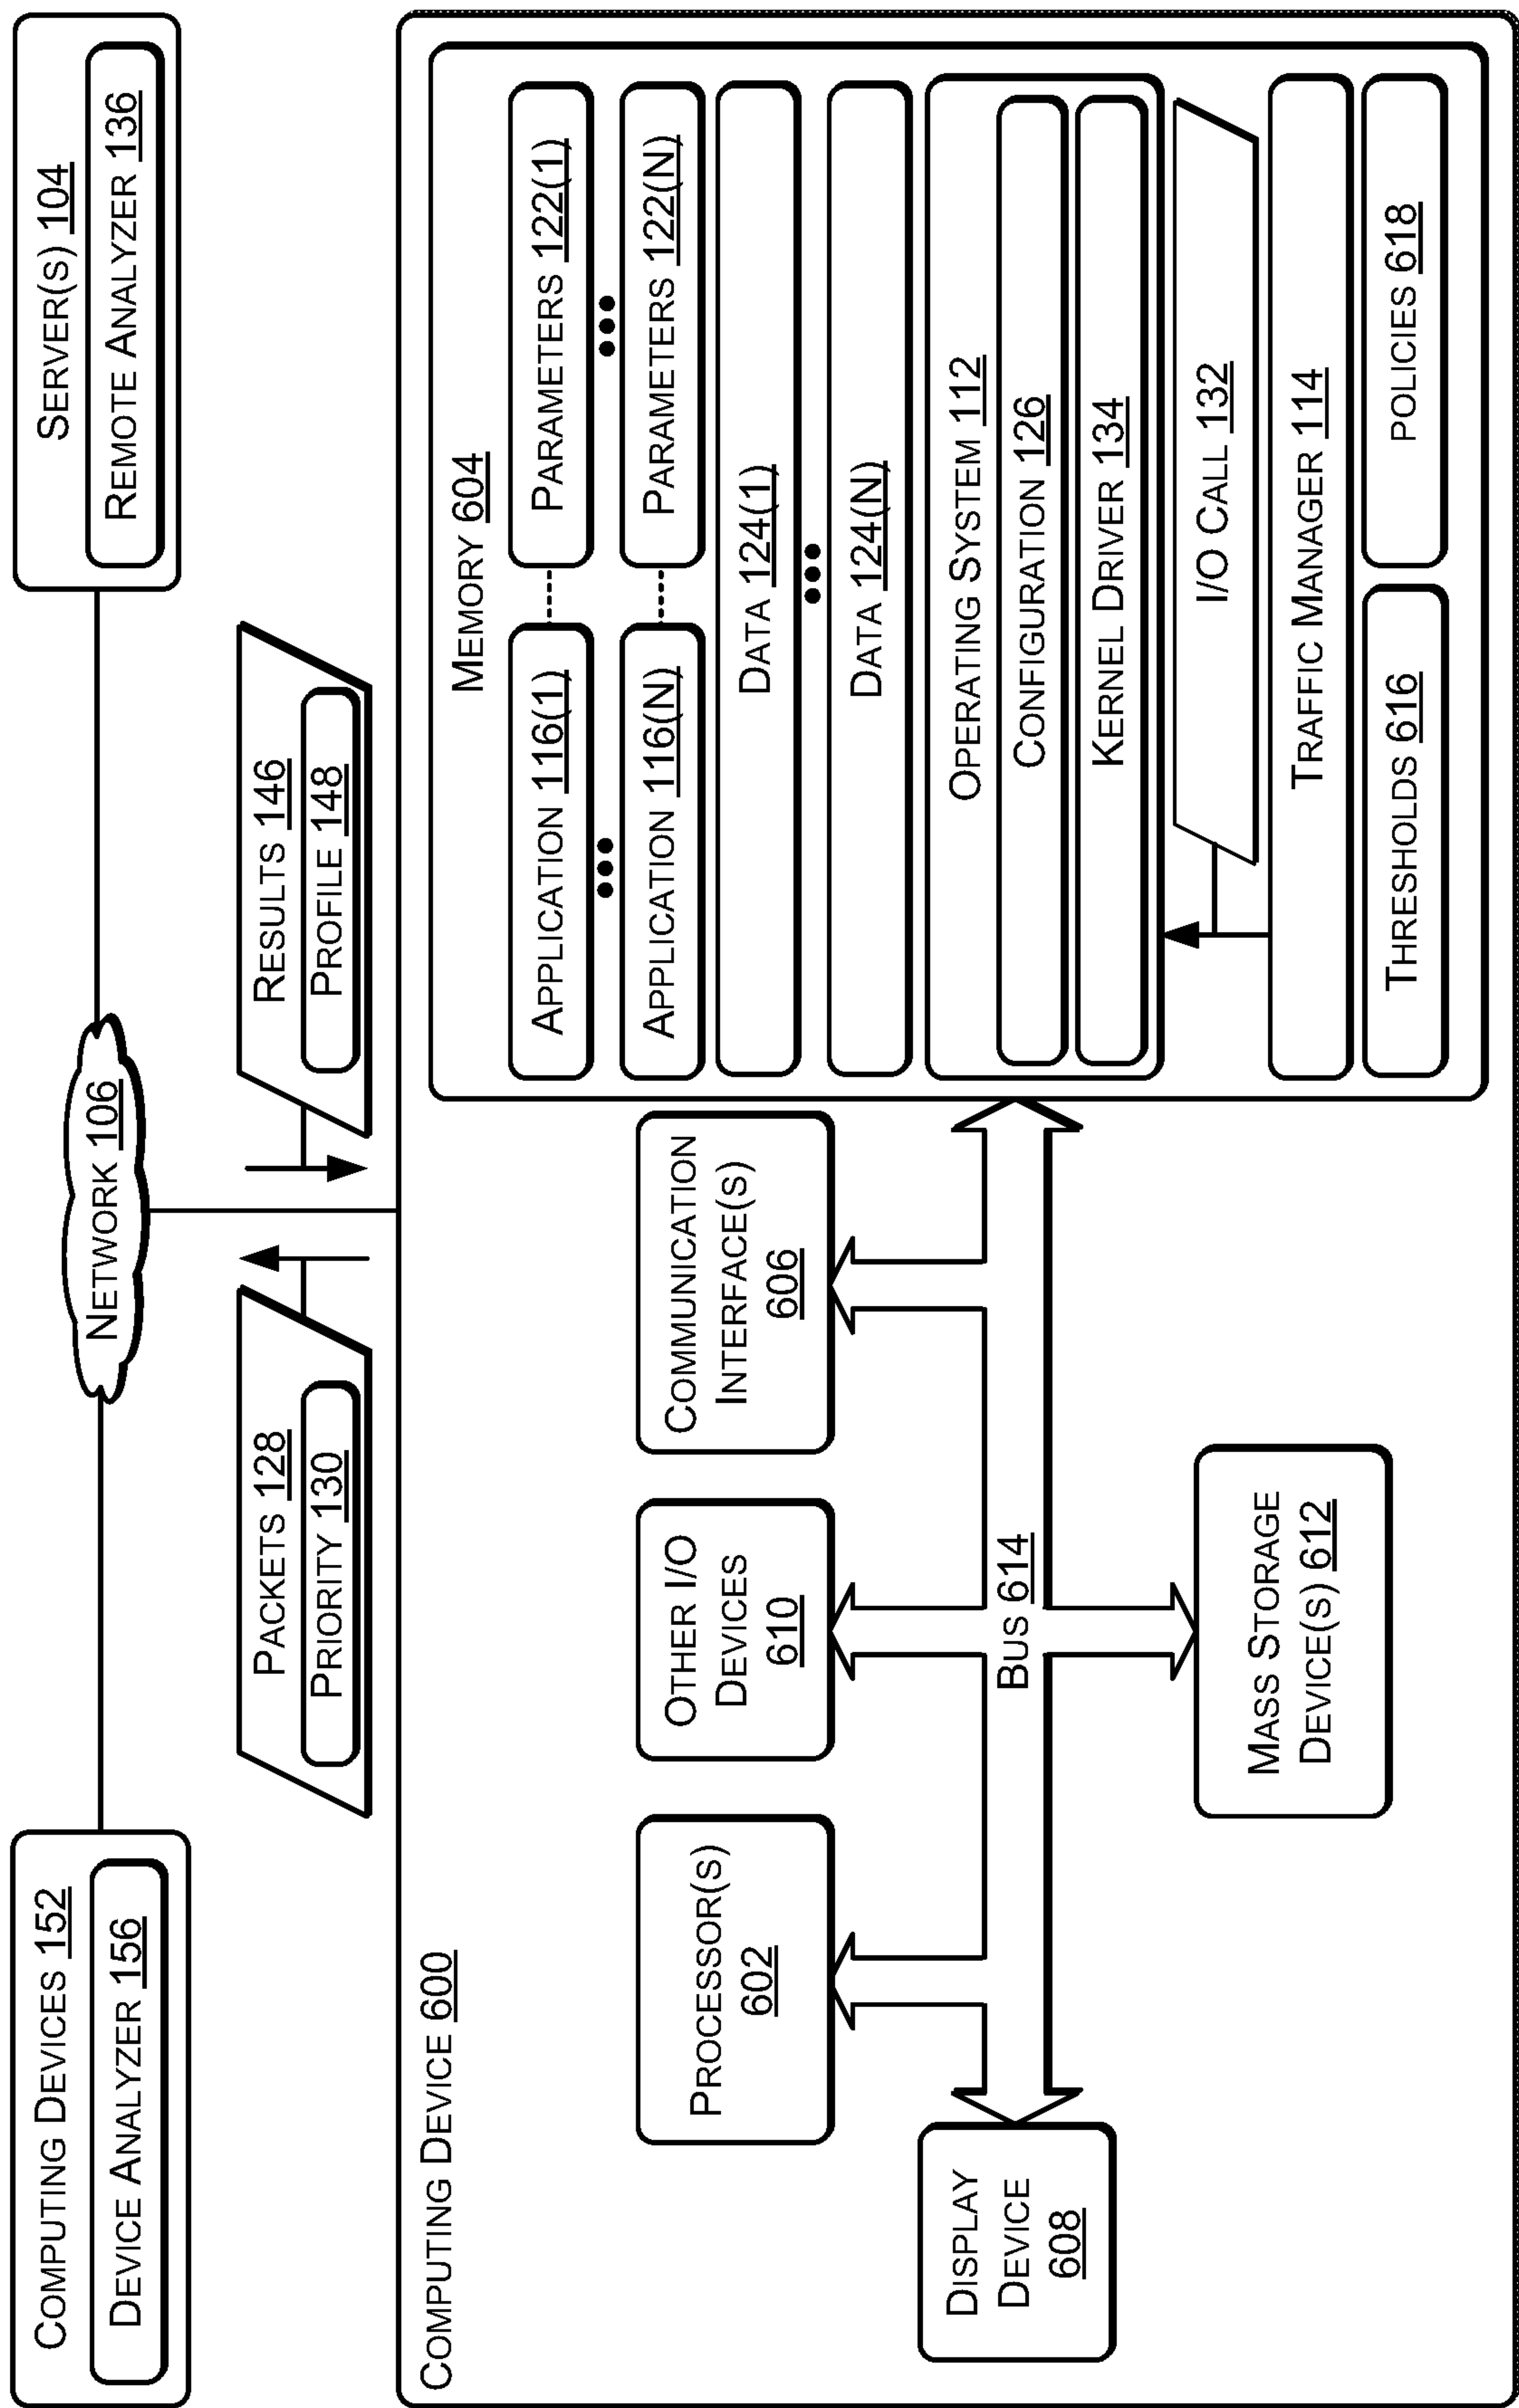 COMPUTING DEVICES 152
DEVICE ANALYZER 156
NETWORK 106
SERVER(S) 104
REMOTE ANALYZER 136
PACKETS 128
PRIORITY 130
RESULTS 146
PROFILE 148
COMPUTING DEVICE 600
PROCESSOR(S)
602
OTHER I/O
DEVICES
610
COMMUNICATION
INTERFACE(S)
606
DISPLAY
DEVICE
608
BUS 614
MASS STORAGE
DEVICE(S) 612
MEMORY 604
APPLICATION 116(1)
PARAMETERS 122(1)
APPLICATION 116(N)
PARAMETERS 122(N)
DATA 124(1)
DATA 124(N)
OPERATING SYSTEM 112
CONFIGURATION 126
KERNEL DRIVER 134
I/O CALL 132
TRAFFIC MANAGER 114
THRESHOLDS 616
POLICIES 618